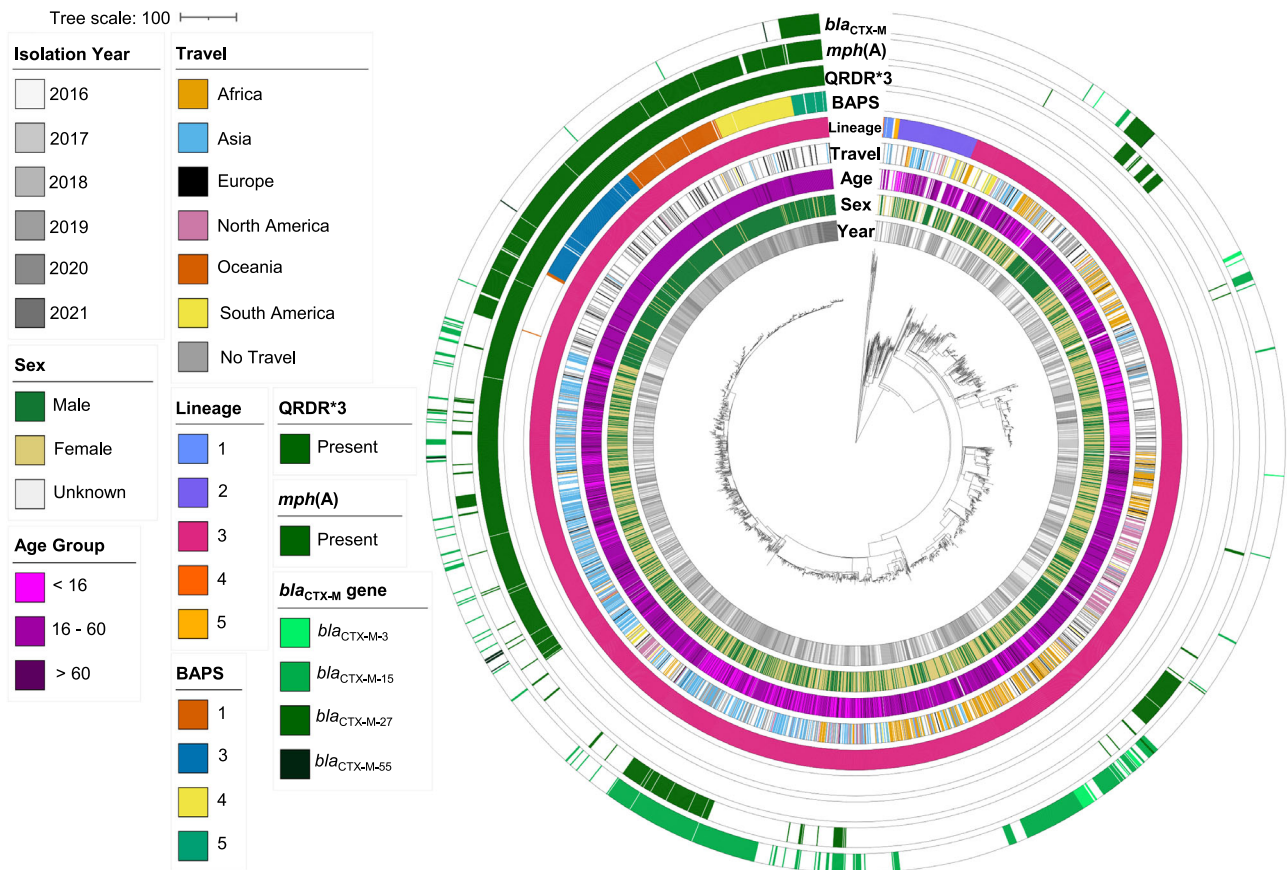 Tree scale: 100
Isolation Year
2016
2017
2018
2019
2020
2021
Sex
Male
Female
Unknown
Age Group
< 16
16 - 60
> 60
Travel
Africa
Asia
Europe
North America
Oceania
South America
No Travel
Lineage
1
2
3
4
5
BAPS
1
3
4
5
QRDR*3
Present
mph(A)
Present
blaCTX-M gene
blaCTX-M-3
blaCTX-M-15
blaCTX-M-27
blaCTX-M-55
blaCTX-M
mph(A)
QRDR*3
BAPS
Lineage
Travel
Age
Sex
Year